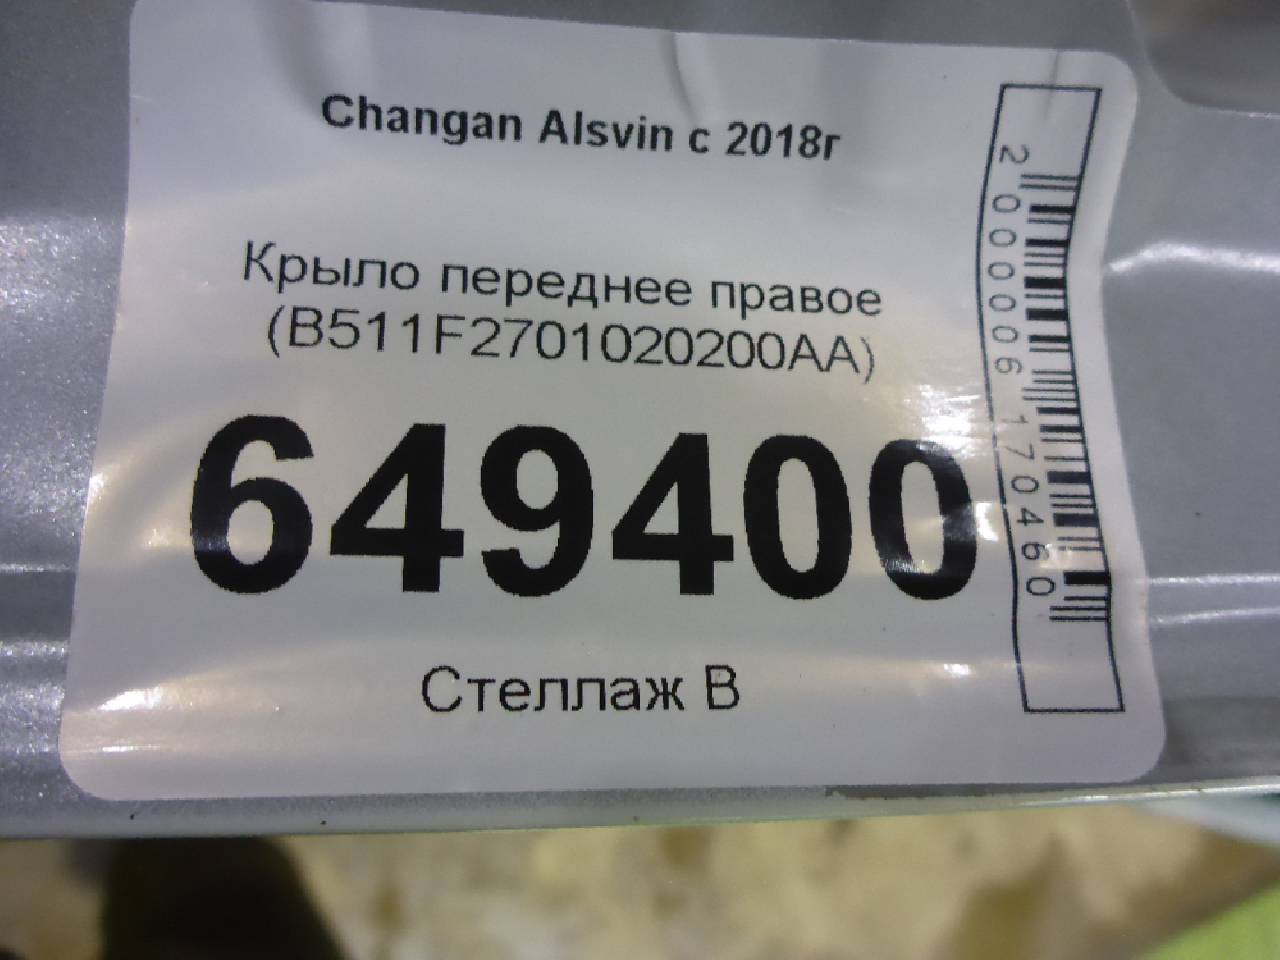 Changan Alsvin с 2018г
Крыло переднее правое
(B511F2701020200AA)
649400
Стеллаж В
2000006170460